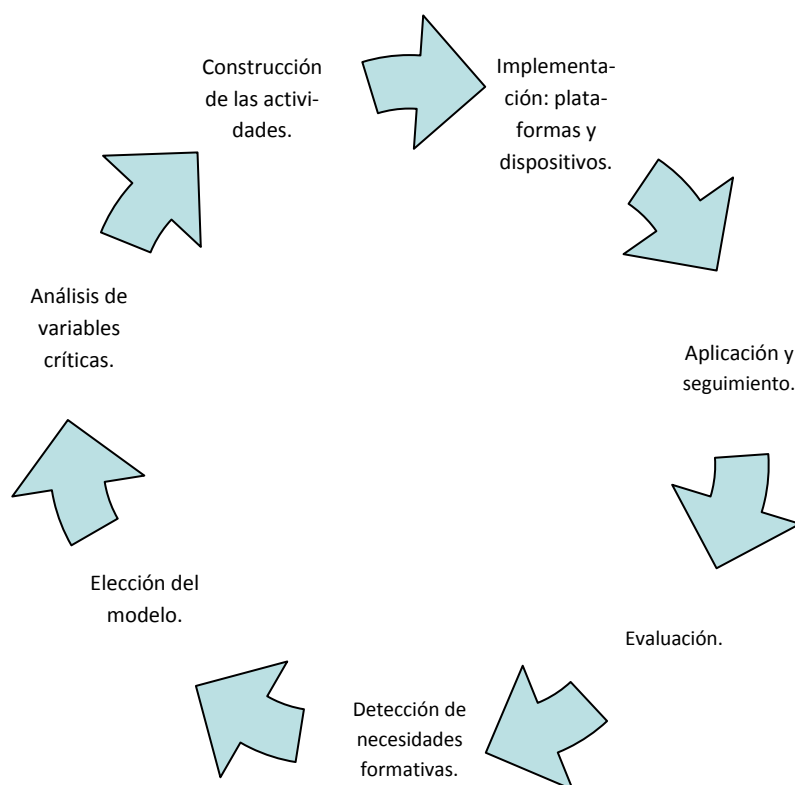 Construcción
de las activi-
dades.
Implementa-
ción: plata-
formas y
dispositivos.
Aplicación y
seguimiento.
Evaluación.
Detección de
necesidades
formativas.
Elección del
modelo.
Análisis de
variables
críticas.